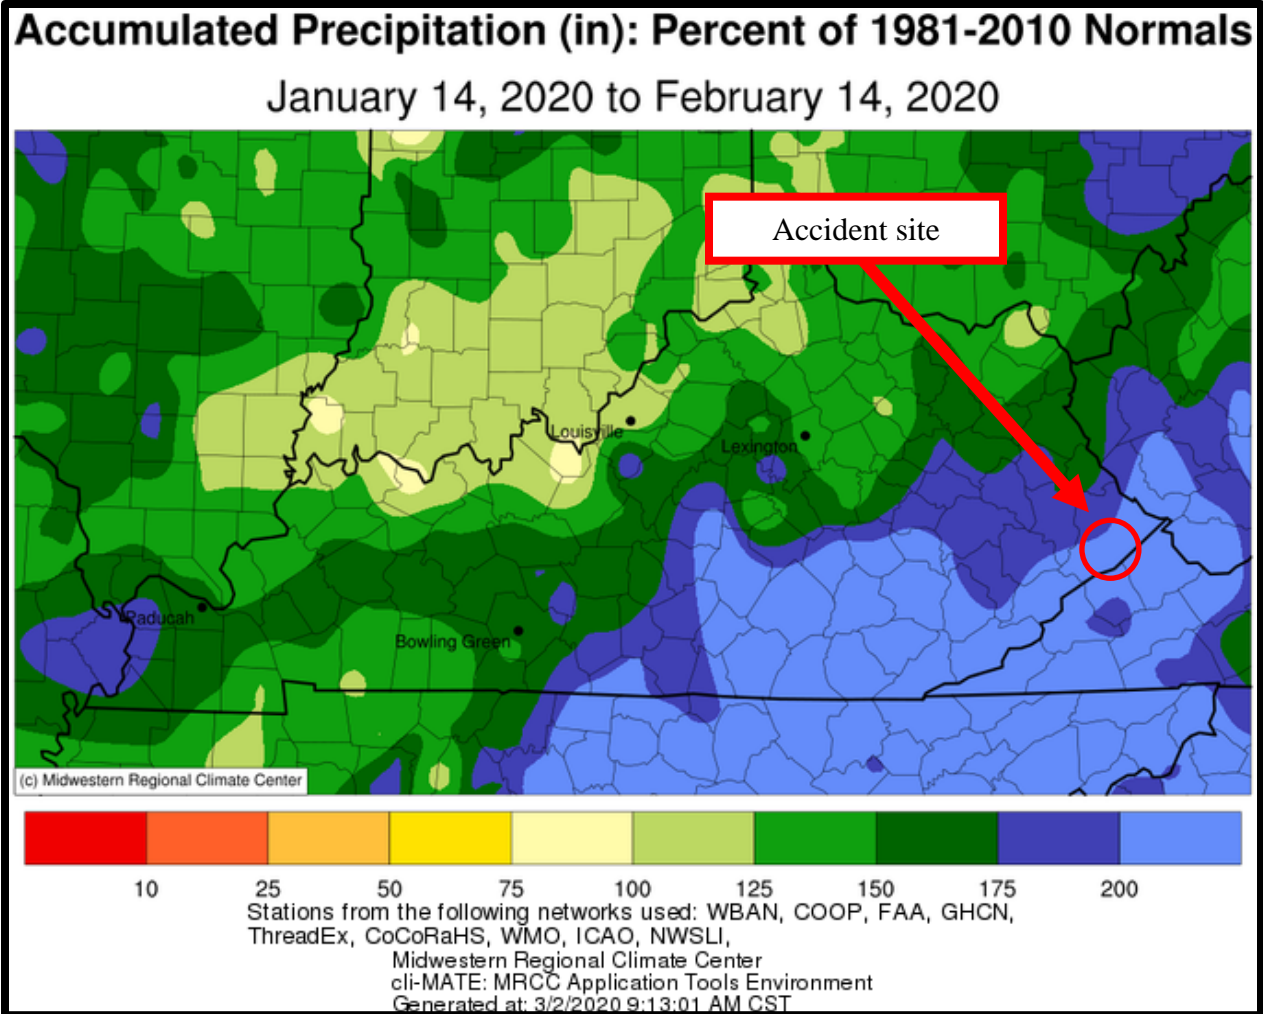 Accumulated Precipitation (in): Percent of 1981-2010 Normals
January 14, 2020 to February 14, 2020
Accident site
Louisville
Lexington
Paducah
Bowling Green
(c) Midwestern Regional Climate Center
10 25 50 75 100 125 150 175 200
Stations from the following networks used: WBAN, COOP, FAA, GHCN,
ThreadEx, CoCoRaHS, WMO, ICAO, NWSLI,
Midwestern Regional Climate Center
cli-MATE: MRCC Application Tools Environment
Generated at: 3/2/2020 9:13:01 AM CST